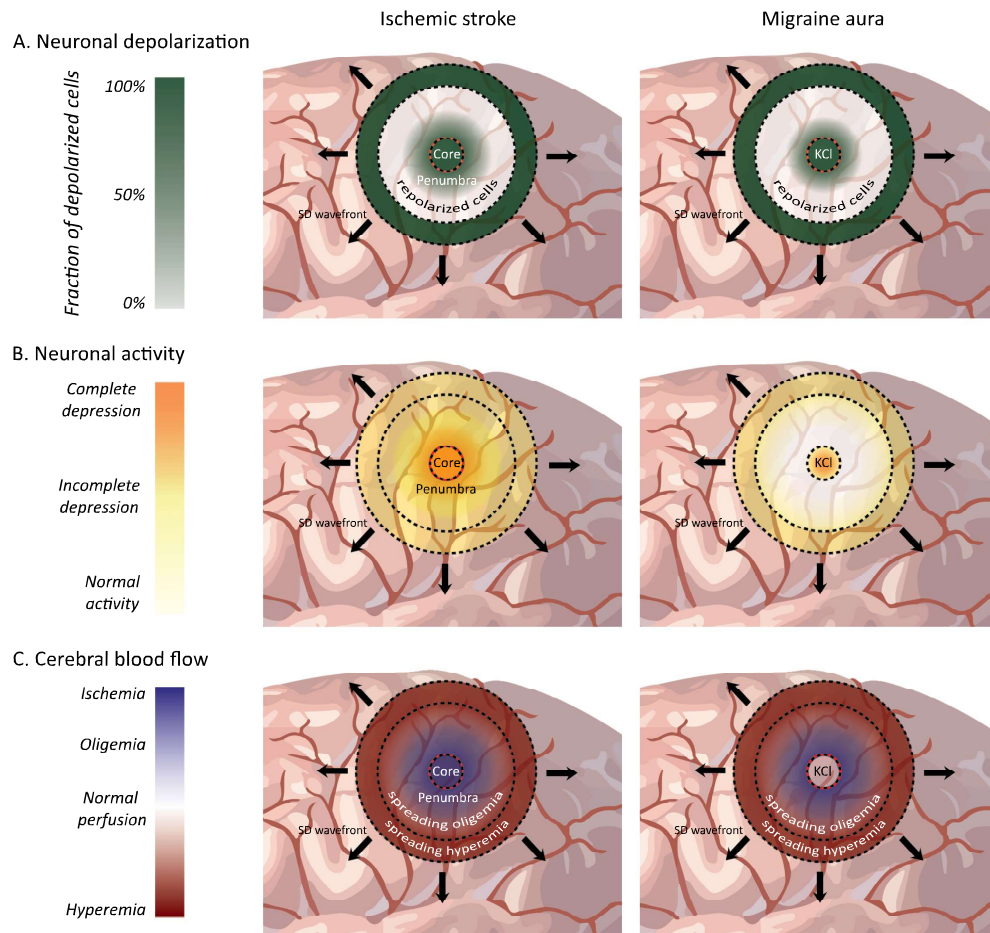 Ischemic stroke
Migraine aura
A. Neuronal depolarization
Fraction of depolarized cells
100%
50%
0%
Core
Penumbra
repolarized cells
SD wavefront
KCl
repolarized cells
SD wavefront
B. Neuronal activity
Complete
depression
Incomplete
depression
Normal
activity
Core
Penumbra
SD wavefront
KCl
SD wavefront
C. Cerebral blood flow
Ischemia
Oligemia
Normal
perfusion
Hyperemia
Core
Penumbra
spreading oligemia
spreading hyperemia
SD wavefront
KCl
spreading oligemia
spreading hyperemia
SD wavefront